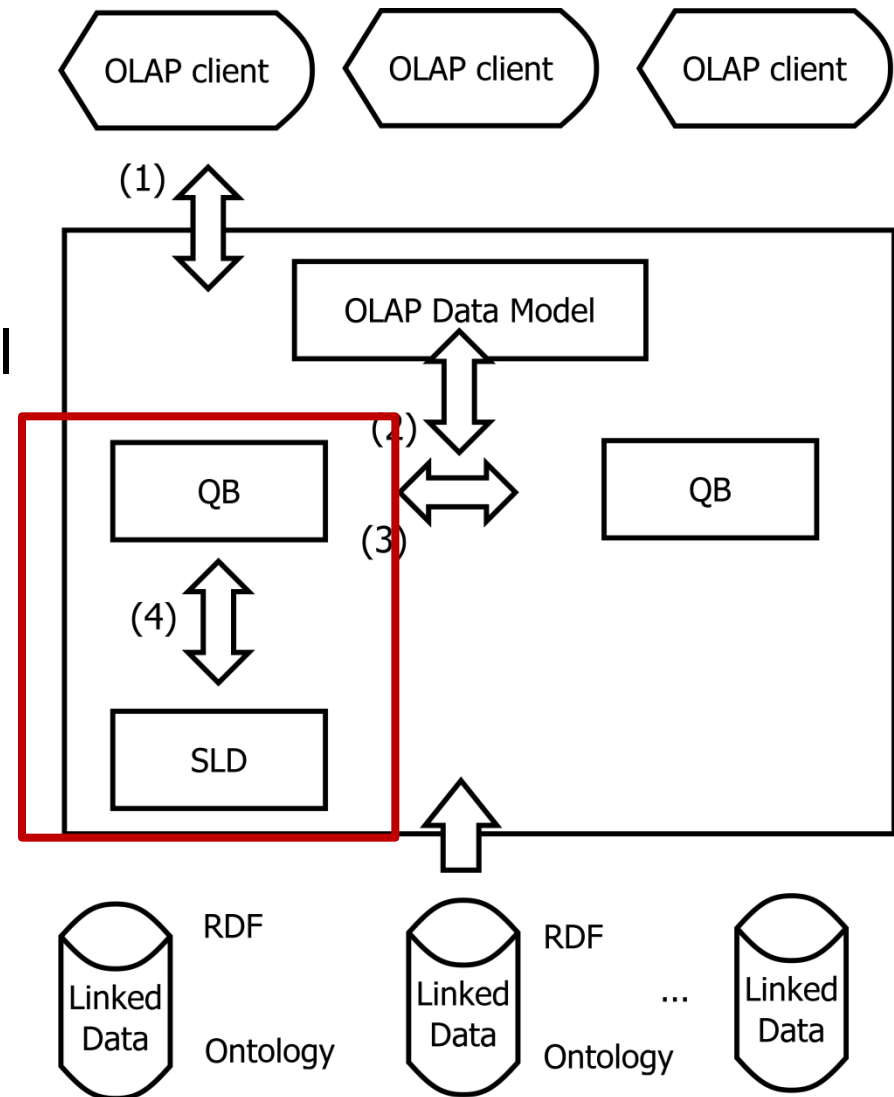 OLAP client
OLAP client
OLAP client
(1)
OLAP Data Model
(2)
QB
QB
(3)
(4)
SLD
RDF
RDF
Linked
Data
Linked
Data
...
Linked
Data
Ontology
Ontology